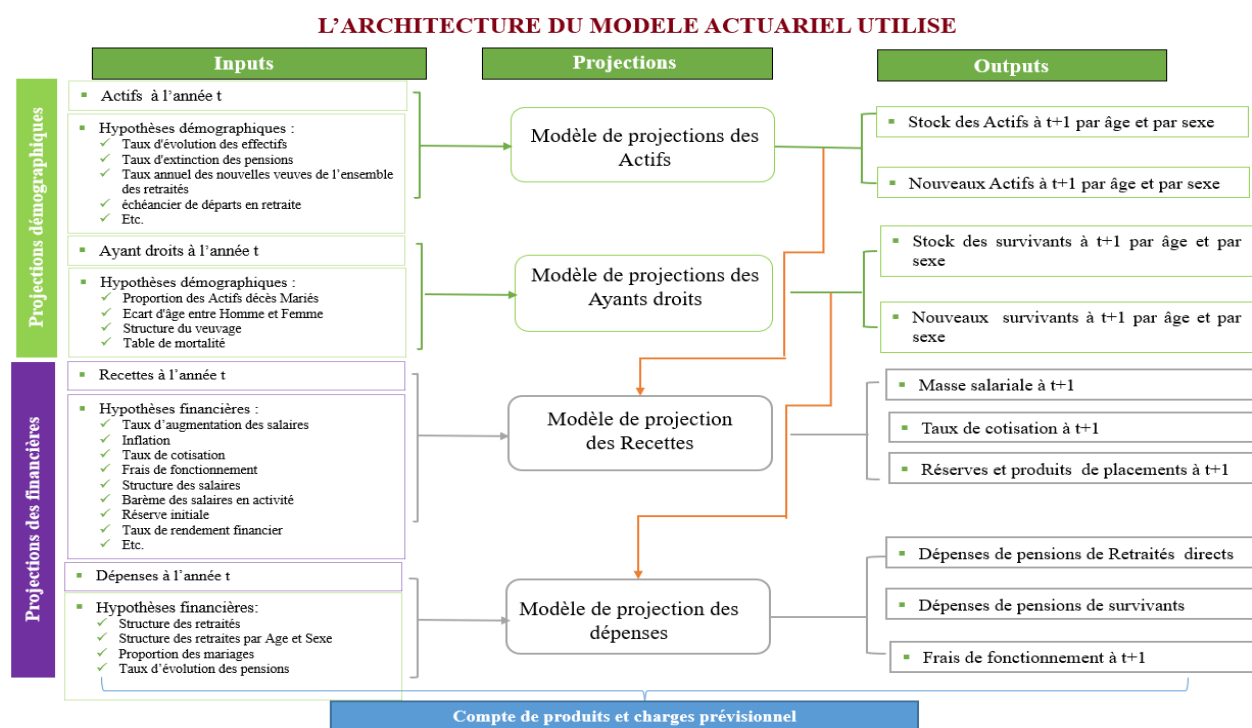 L'ARCHITECTURE DU MODELE ACTUARIEL UTILISE
Inputs
Projections
Outputs
Projections démographiques
Actifs à l'année t
Hypothèses démographiques :
Taux d'évolution des effectifs
Taux d'extinction des pensions
Taux annuel des nouvelles veuves de l'ensemble
des retraités
échéancier de départs en retraite
Etc.
Modèle de projections des
Actifs
Stock des Actifs à t+1 par âge et par sexe
Nouveaux Actifs à t+1 par âge et par sexe
Ayant droits à l'année t
Hypothèses démographiques :
Proportion des Actifs décès Mariés
Ecart d'âge entre Homme et Femme
Structure du veuvage
Table de mortalité
Modèle de projections des
Ayants droits
Stock des survivants à t+1 par âge et par
sexe
Nouveaux survivants à t+1 par âge et par
sexe
Projections des financières
Recettes à l'année t
Hypothèses financières :
Taux d'augmentation des salaires
Inflation
Taux de cotisation
Frais de fonctionnement
Structure des salaires
Barème des salaires en activité
Réserve initiale
Taux de rendement financier
Etc.
Modèle de projection
des Recettes
Masse salariale à t+1
Taux de cotisation à t+1
Réserves et produits de placements à t+1
Dépenses à l'année t
Hypothèses financières:
Structure des retraités
Structure des retraites par Age et Sexe
Proportion des mariages
Taux d'évolution des pensions
Modèle de projection des
dépenses
Dépenses de pensions de Retraités directs
Dépenses de pensions de survivants
Frais de fonctionnement à t+1
Compte de produits et charges prévisionnel